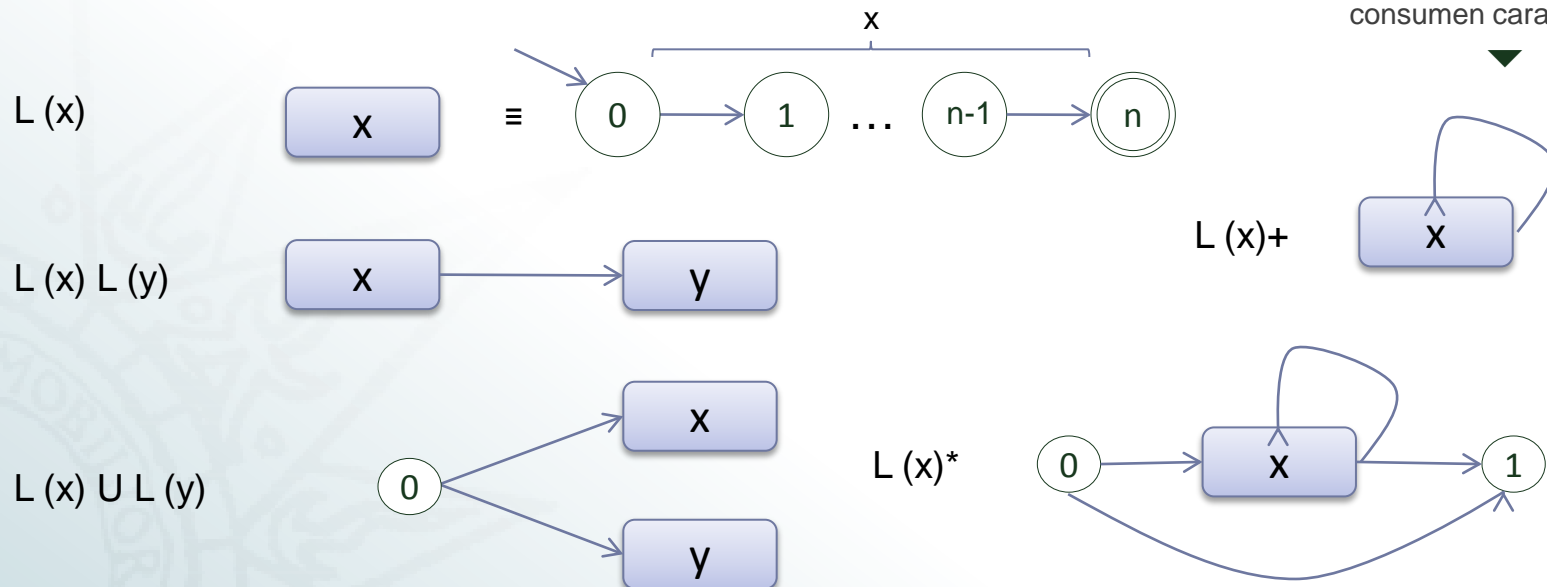 consumen cara
x
L (x)
x
≡
0
1
...
n-1
n
L (x)+
x
L (x) L (y)
x
y
L (x) U L (y)
0
x
y
L (x)*
0
x
1